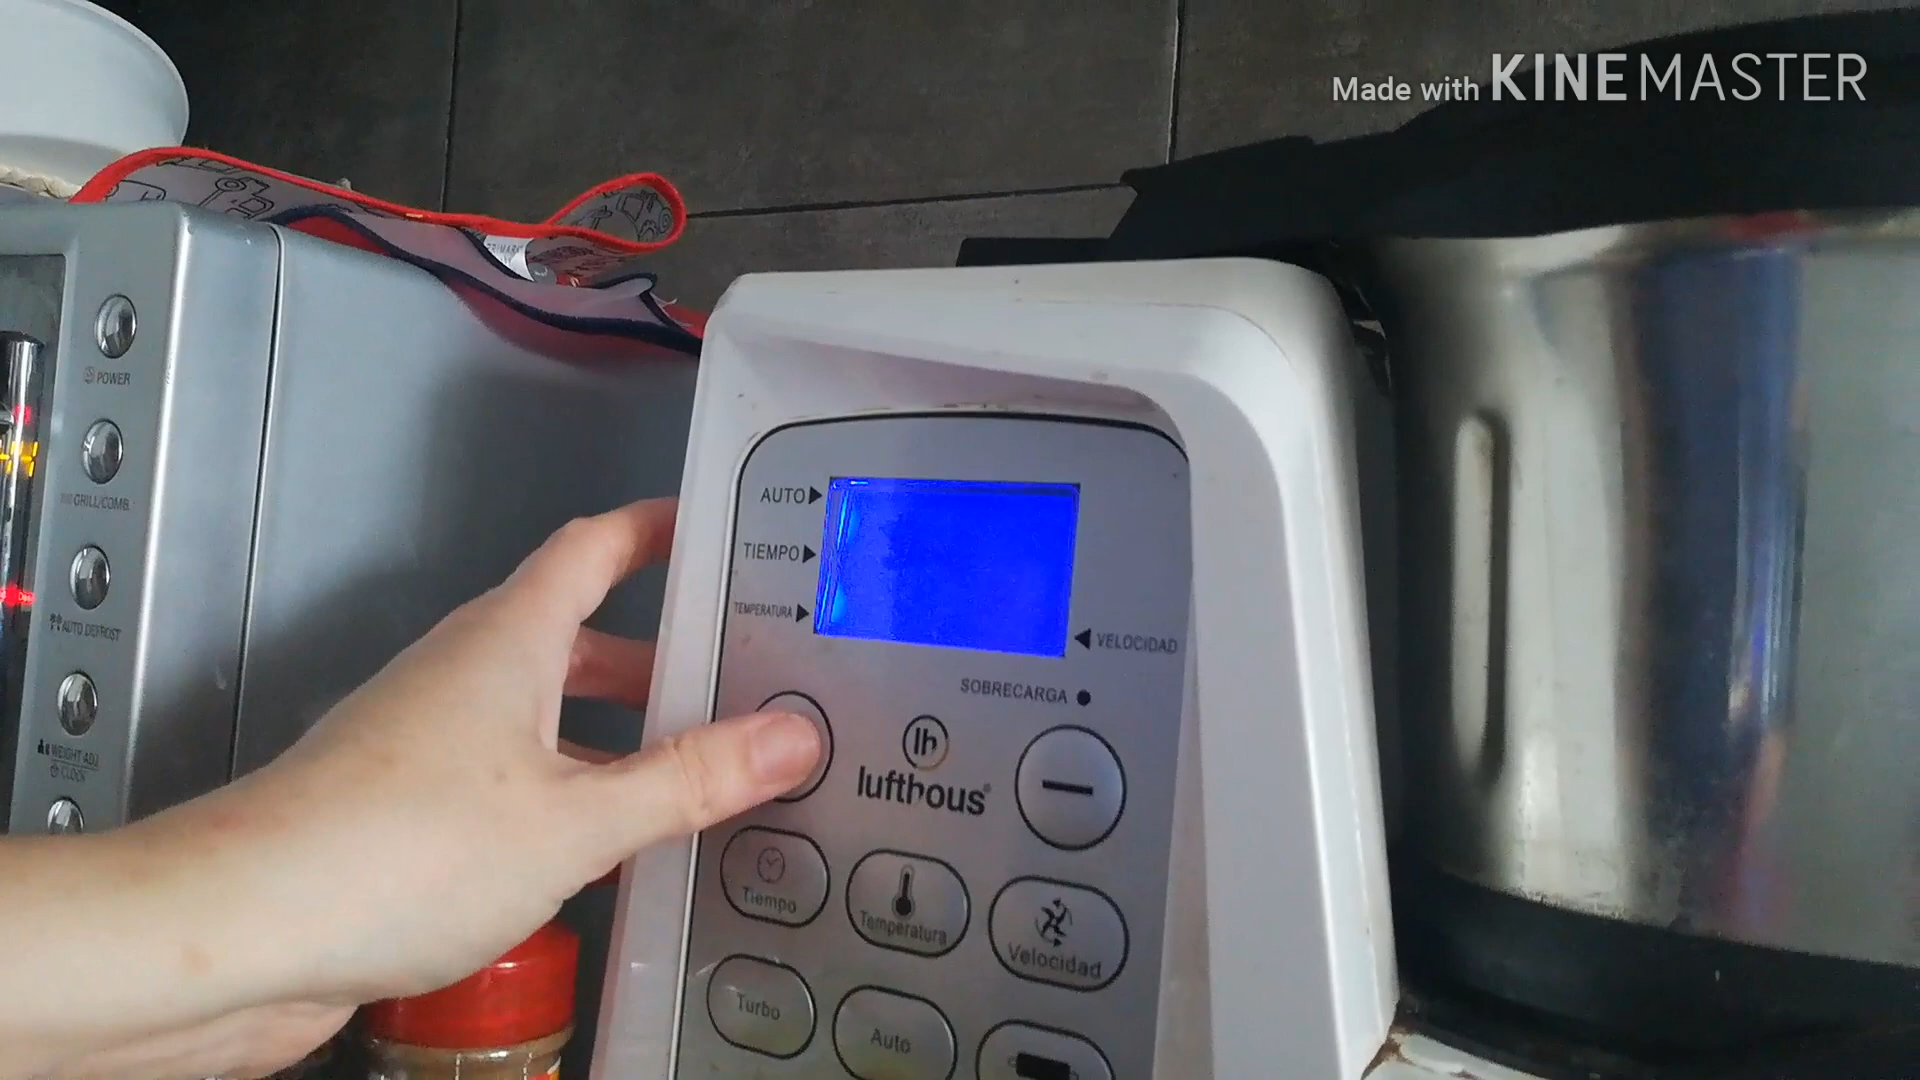 Made with KINEMASTER
POWER
GRILL/COMB.
AUTO DEFROST
WEIGHT ADJ.
CLOCK
PRIMARK
AUTO
TIEMPO
TEMPERATURA
VELOCIDAD
SOBRECARGA
lh
lufthous
Tiempo
Temperatura
Velocidad
Turbo
Auto